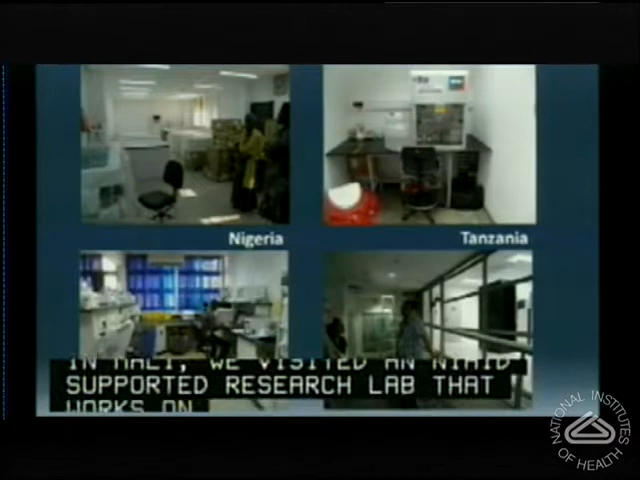 Nigeria
Tanzania
IN MALI, WE VISITED AN NIAID
SUPPORTED RESEARCH LAB THAT
WORKS ON
NATIONAL INSTITUTES
OF HEALTH